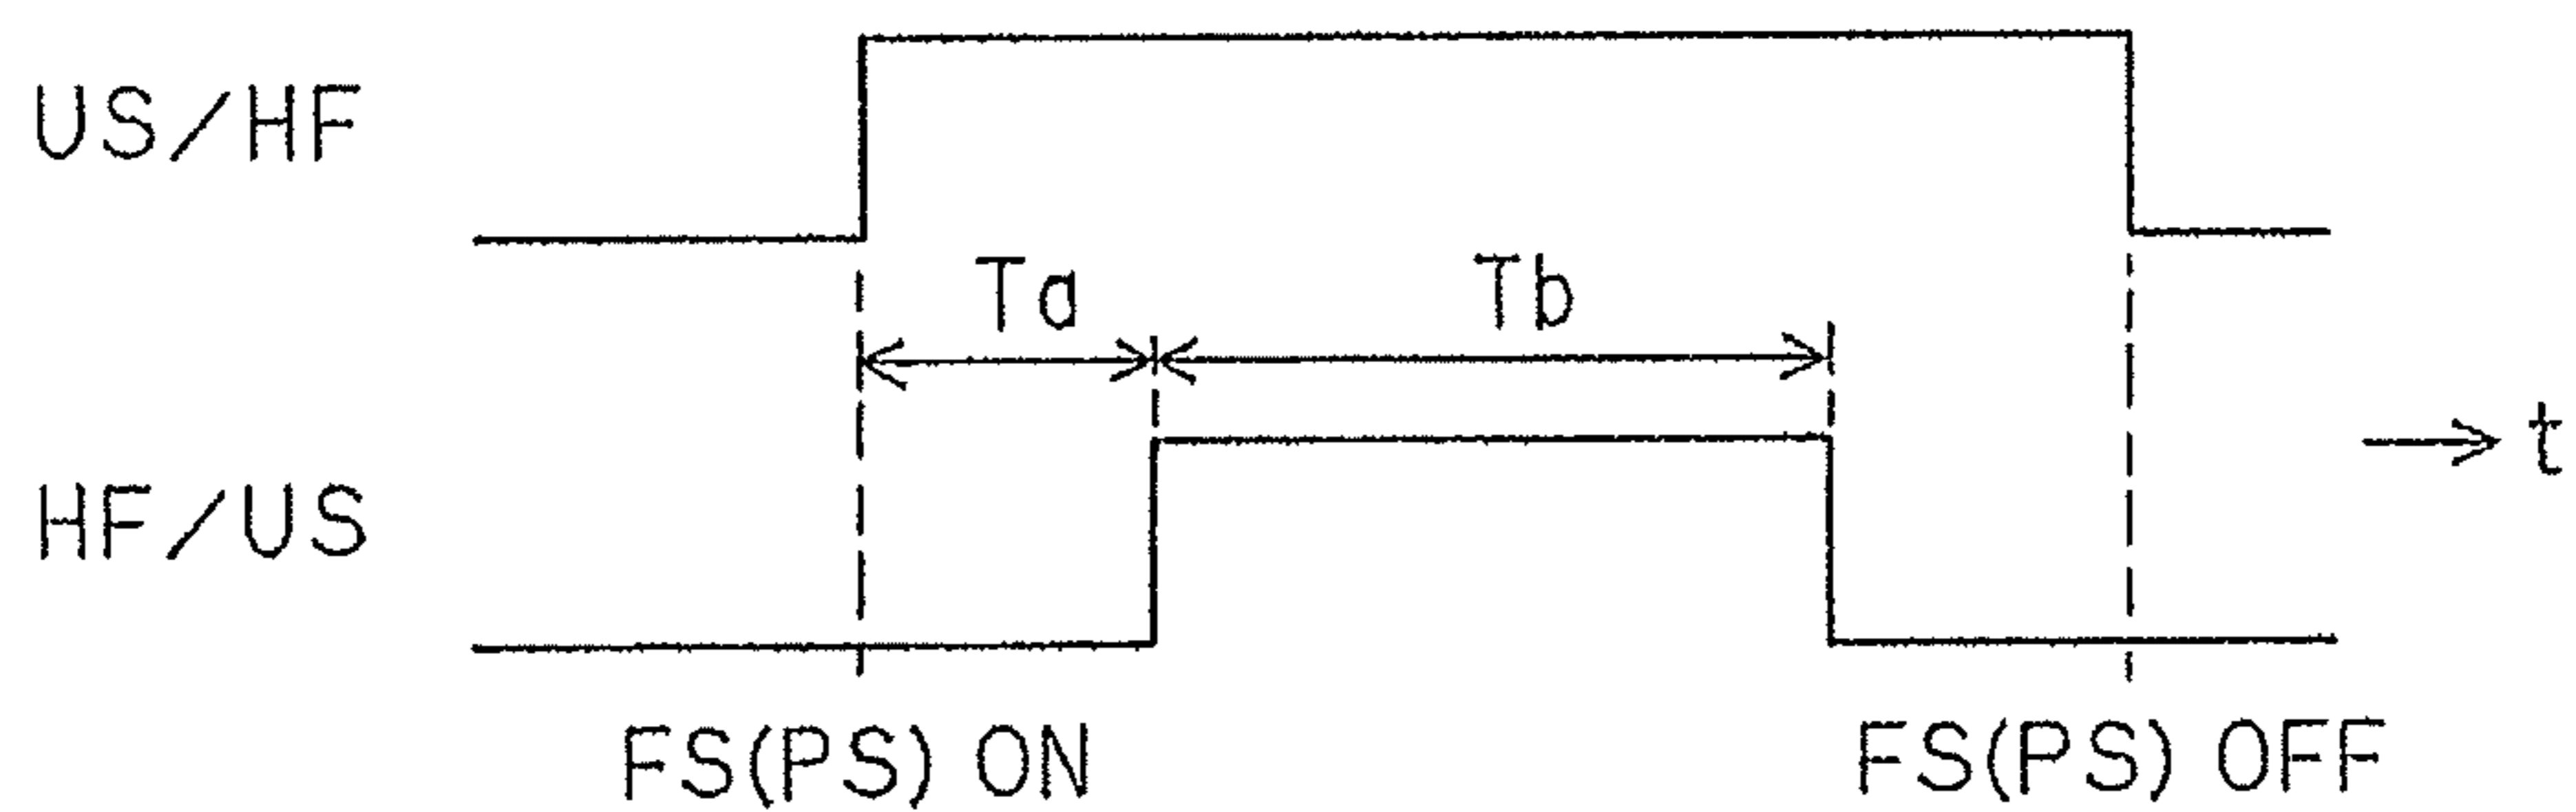 US/HF
Ta
Tb
t
HF/US
FS(PS) ON
FS(PS) OFF